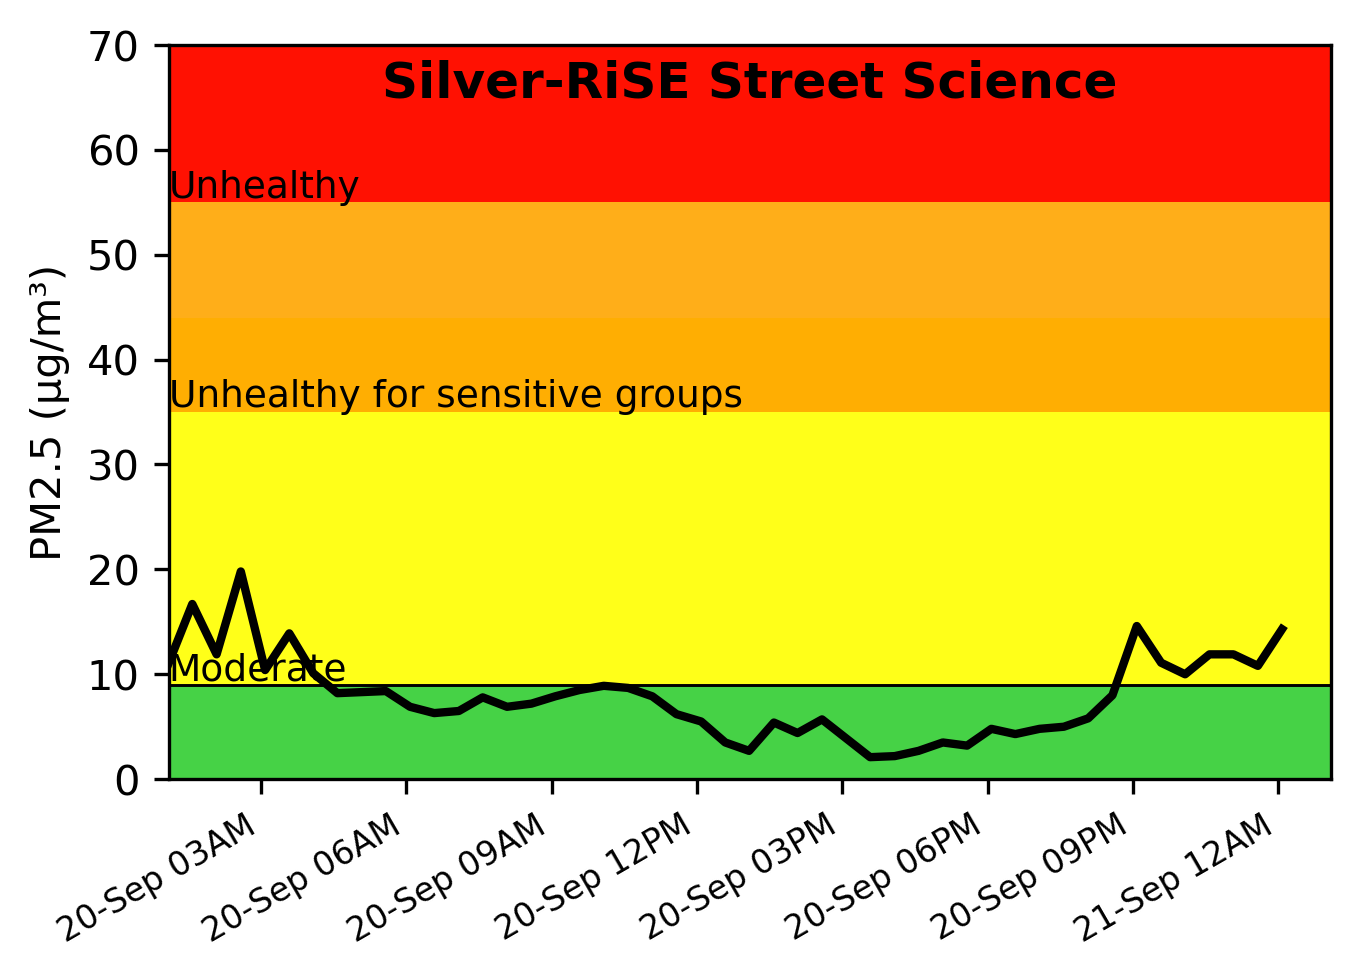 Silver-RiSE Street Science
70
60
50
40
30
20
10
0
PM2.5 (µg/m³)
Unhealthy
Unhealthy for sensitive groups
Moderate
20-Sep 03AM
20-Sep 06AM
20-Sep 09AM
20-Sep 12PM
20-Sep 03PM
20-Sep 06PM
20-Sep 09PM
21-Sep 12AM